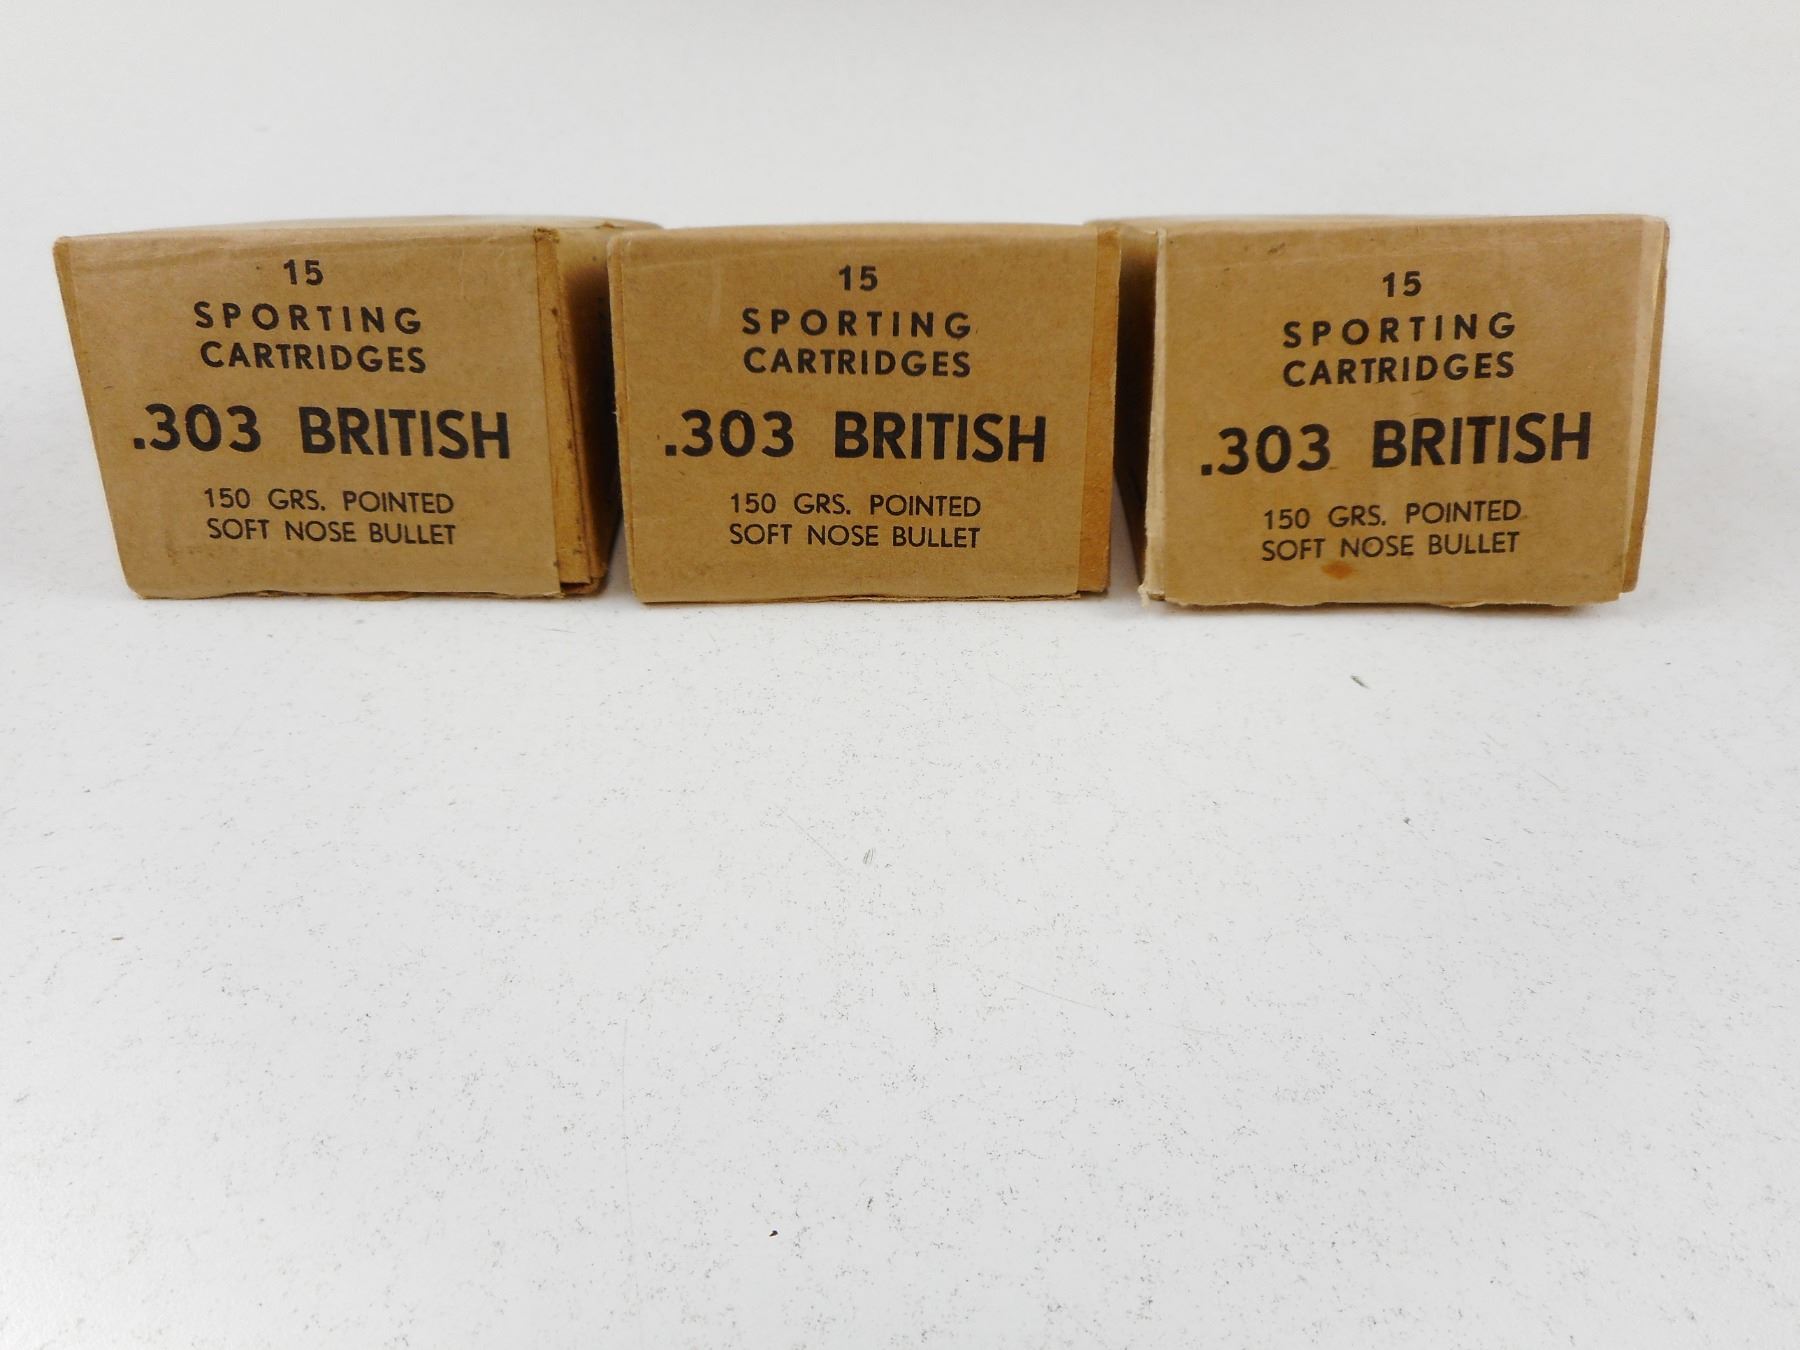 15
SPORTING
CARTRIDGES
.303 BRITISH
150 GRS. POINTED
SOFT NOSE BULLET
15
SPORTING
CARTRIDGES
.303 BRITISH
150 GRS. POINTED
SOFT NOSE BULLET
15
SPORTING
CARTRIDGES
.303 BRITISH
150 GRS. POINTED
SOFT NOSE BULLET